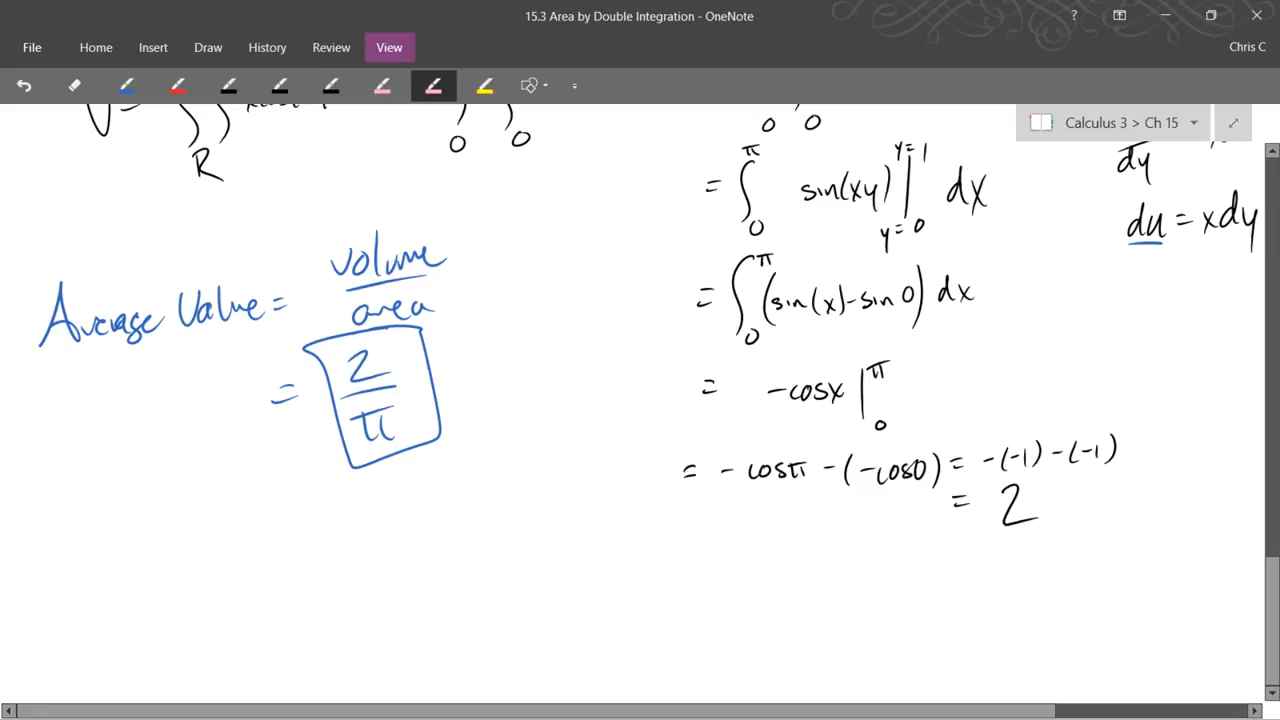 15.3 Area by Double Integration - OneNote
?
File Home Insert Draw History Review View
Chris C
Calculus 3 > Ch 15
V = ∫∫
R
0 0
0 0
dy
du = x dy
= ∫₀^π sin(xy) |_{y=0}^{y=1} dx
= ∫₀^π (sin(x) - sin 0) dx
= -cosx |₀^π
= - cosπ - (-cos0) = -(-1) - (-1)
= 2
Average Value = volume/area
= 2/π